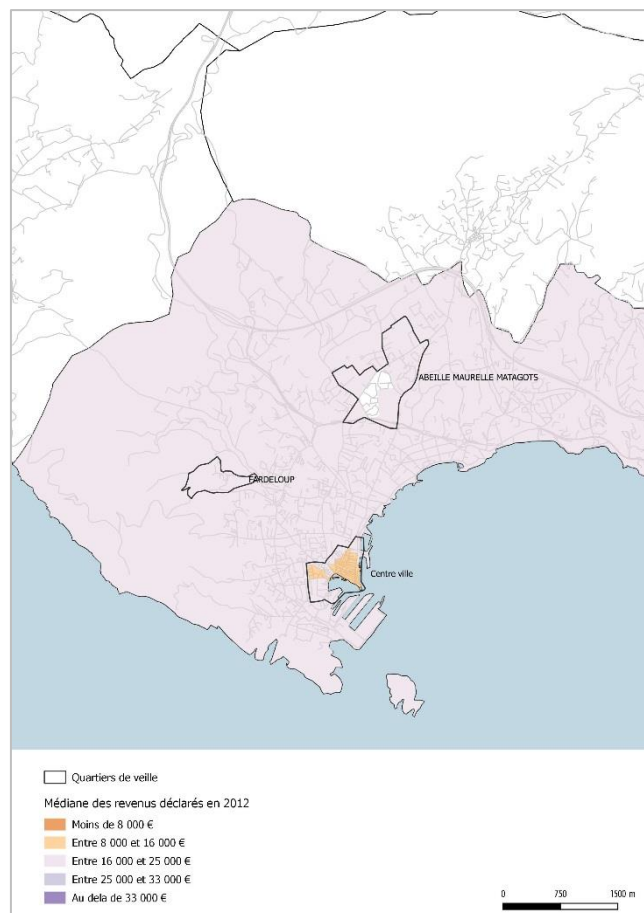 ABEILLE MAURELLE MATAGOTS
FARDELOUP
Centre ville
Quartiers de veille
Médiane des revenus déclarés en 2012
Moins de 8 000 €
Entre 8 000 et 16 000 €
Entre 16 000 et 25 000 €
Entre 25 000 et 33 000 €
Au dela de 33 000 €
0 750 1500 m